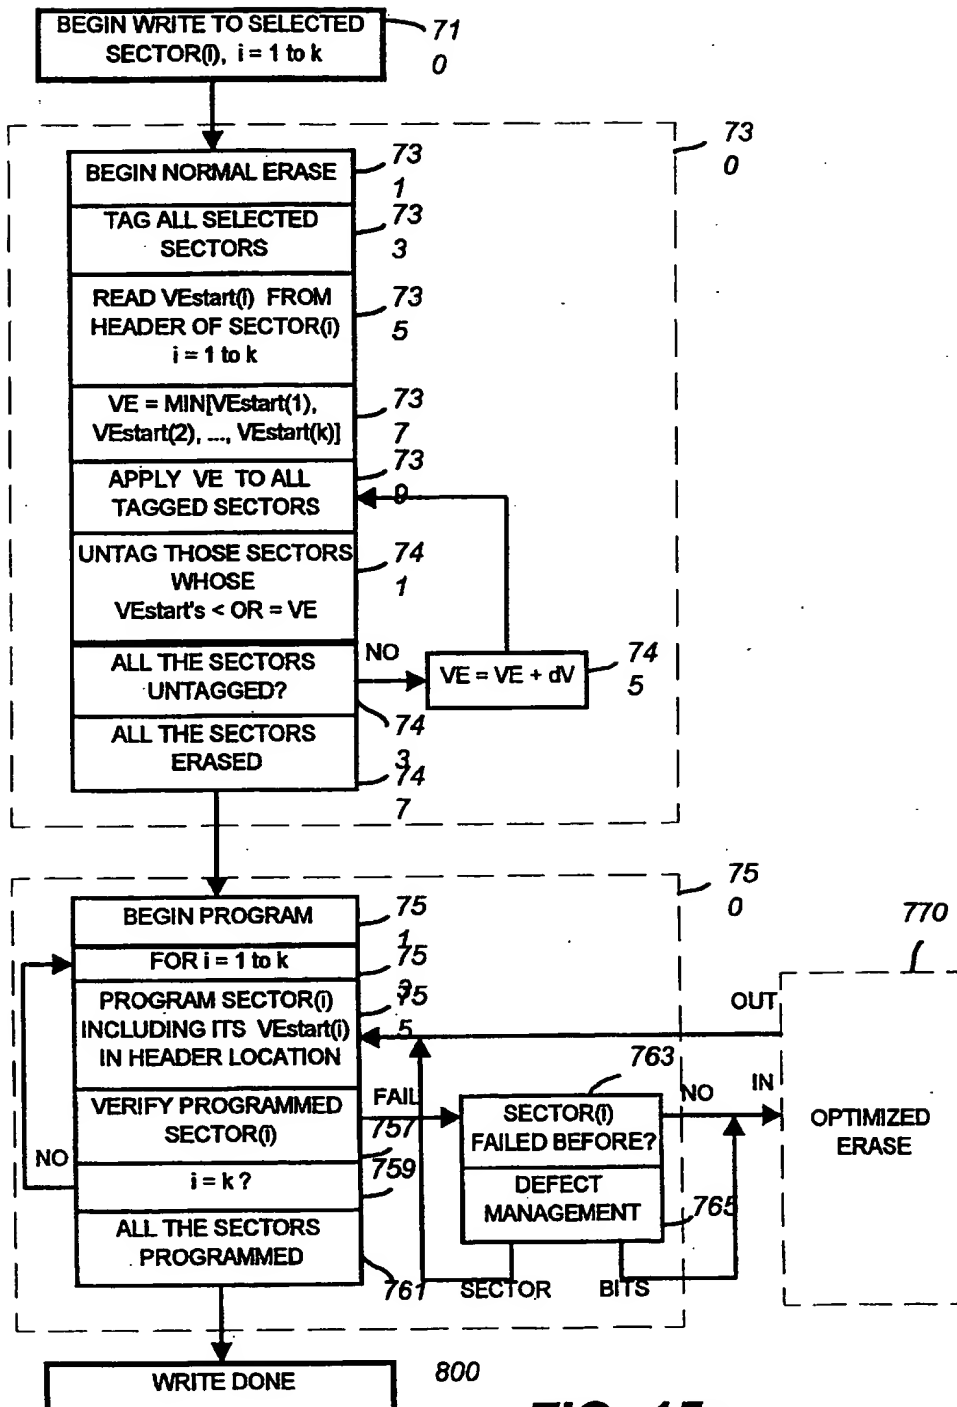 BEGIN WRITE TO SELECTED
SECTOR(i), i = 1 to k
71
0
73
0
BEGIN NORMAL ERASE
73
1
TAG ALL SELECTED
SECTORS
73
3
READ VEstart(i) FROM
HEADER OF SECTOR(i)
i = 1 to k
73
5
VE = MIN[VEstart(1),
VEstart(2), ..., VEstart(k)]
73
7
APPLY VE TO ALL
TAGGED SECTORS
73
9
UNTAG THOSE SECTORS
WHOSE
VEstart's < OR = VE
74
1
ALL THE SECTORS
UNTAGGED?
NO
VE = VE + dV
74
5
74
3
ALL THE SECTORS
ERASED
74
7
75
0
BEGIN PROGRAM
75
1
FOR i = 1 to k
75
3
PROGRAM SECTOR(i)
INCLUDING ITS VEstart(i)
IN HEADER LOCATION
75
5
OUT
770
VERIFY PROGRAMMED
SECTOR(i)
FAIL
757
763
SECTOR(i)
FAILED BEFORE?
NO
IN
OPTIMIZED
ERASE
NO
i = k ?
759
DEFECT
MANAGEMENT
765
ALL THE SECTORS
PROGRAMMED
761
SECTOR
BITS
WRITE DONE
800